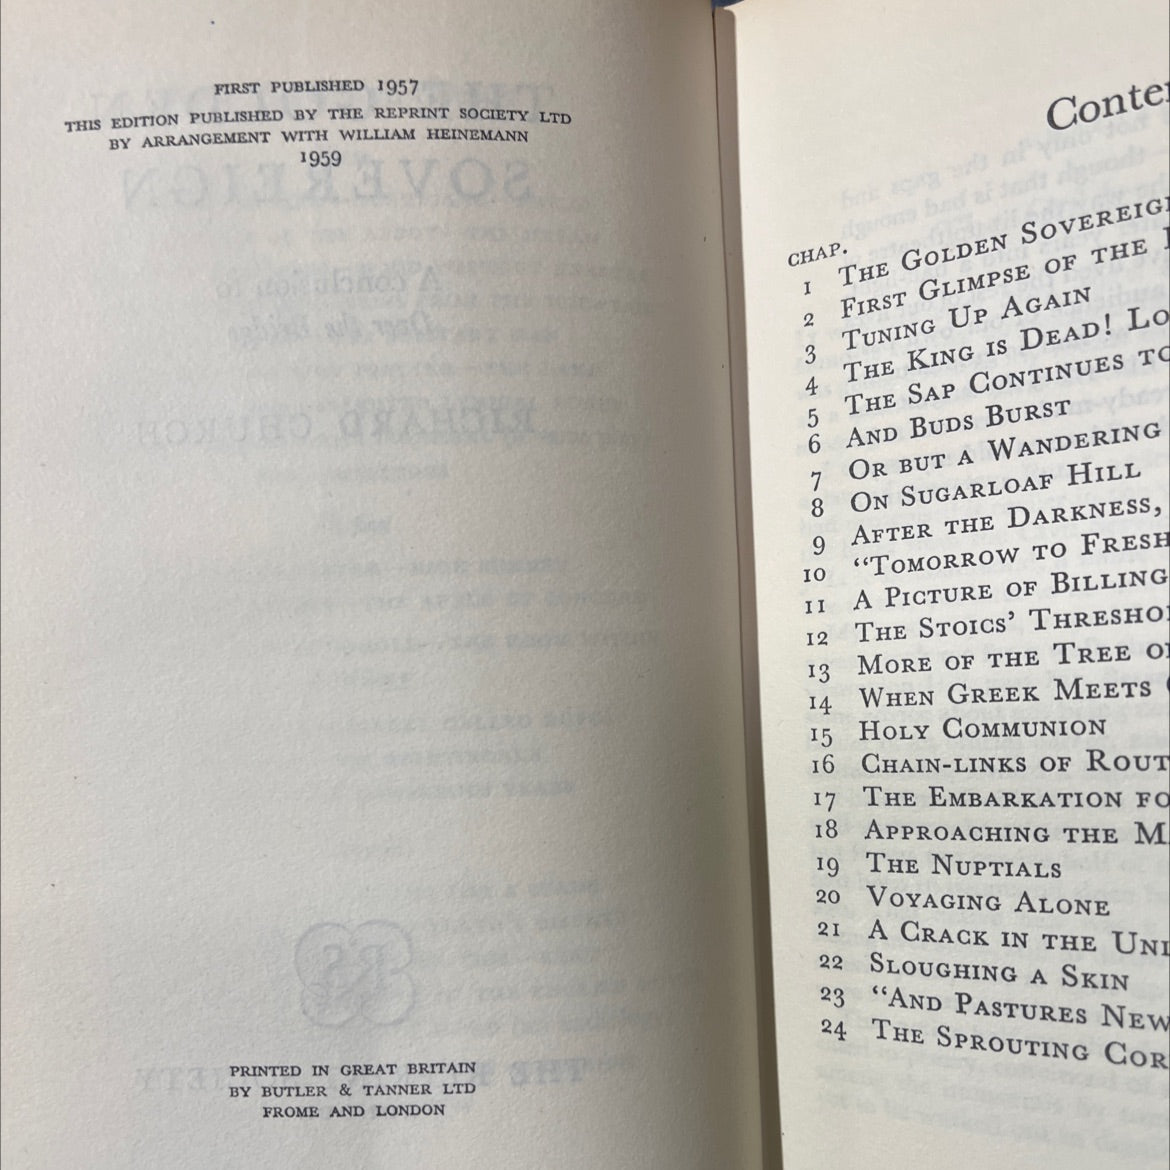 FIRST PUBLISHED 1957
THIS EDITION PUBLISHED BY THE REPRINT SOCIETY LTD
BY ARRANGEMENT WITH WILLIAM HEINEMANN
1959
PRINTED IN GREAT BRITAIN
BY BUTLER & TANNER LTD
FROME AND LONDON
CHAP.
1 THE GOLDEN SOVEREIG
2 FIRST GLIMPSE OF THE
3 TUNING UP AGAIN
4 THE KING IS DEAD! LO
5 THE SAP CONTINUES TO
6 AND BUDS BURST
7 OR BUT A WANDERING
8 ON SUGARLOAF HILL
9 AFTER THE DARKNESS,
10 “TOMORROW TO FRESH
11 A PICTURE OF BILLING
12 THE STOICS’ THRESHO
13 MORE OF THE TREE O
14 WHEN GREEK MEETS
15 HOLY COMMUNION
16 CHAIN-LINKS OF ROUT
17 THE EMBARKATION FO
18 APPROACHING THE M
19 THE NUPTIALS
20 VOYAGING ALONE
21 A CRACK IN THE UNI
22 SLOUGHING A SKIN
23 “AND PASTURES NEW
24 THE SPROUTING COR